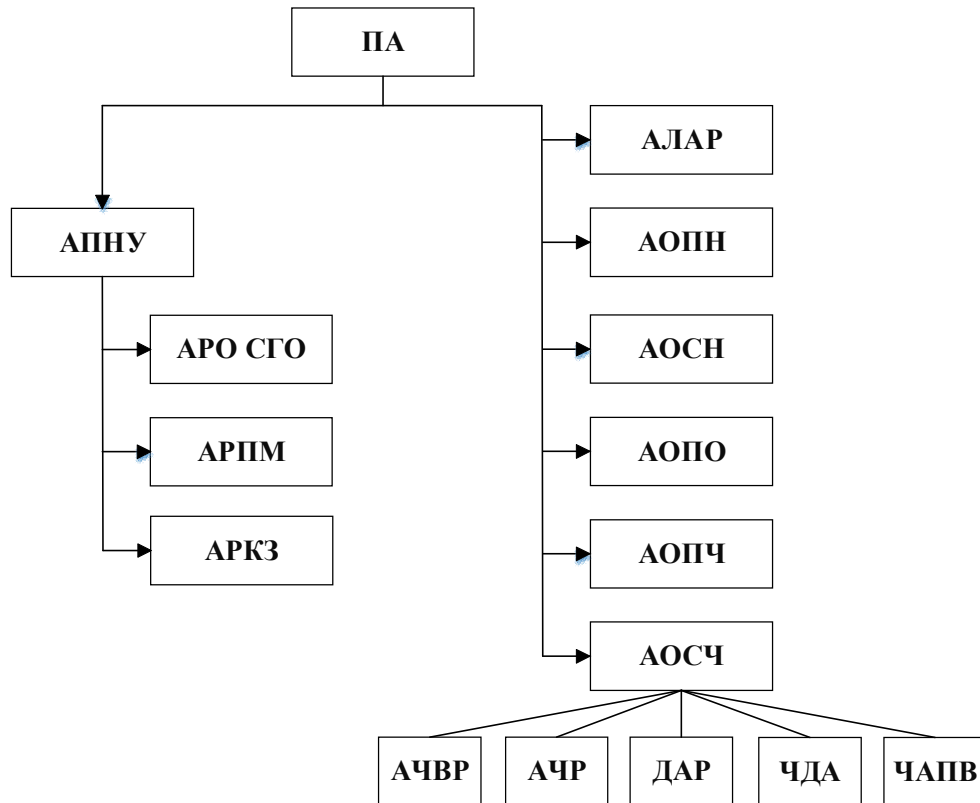 ПА
АПНУ
АРО СГО
АРПМ
АРКЗ
АЛАР
АОПН
АОСН
АОПО
АОПЧ
АОСЧ
АЧВР
АЧР
ДАР
ЧДА
ЧАПВ